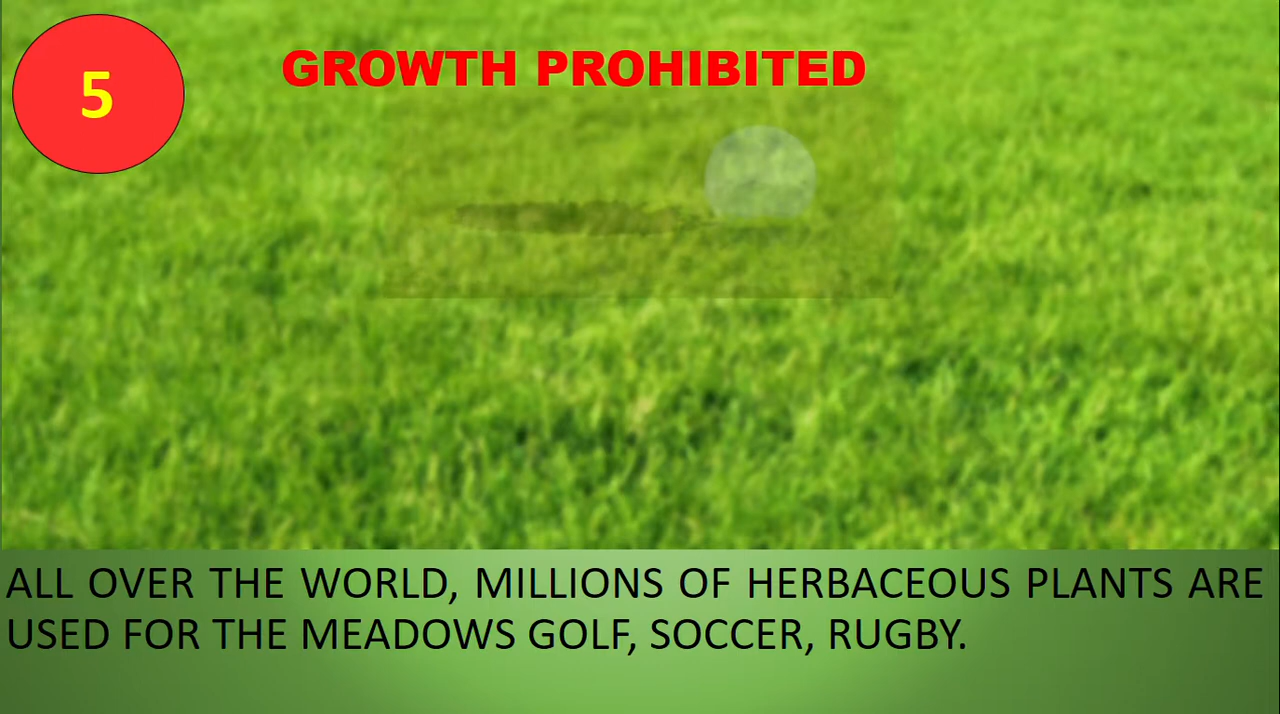 5
GROWTH PROHIBITED
ALL OVER THE WORLD, MILLIONS OF HERBACEOUS PLANTS ARE
USED FOR THE MEADOWS GOLF, SOCCER, RUGBY.